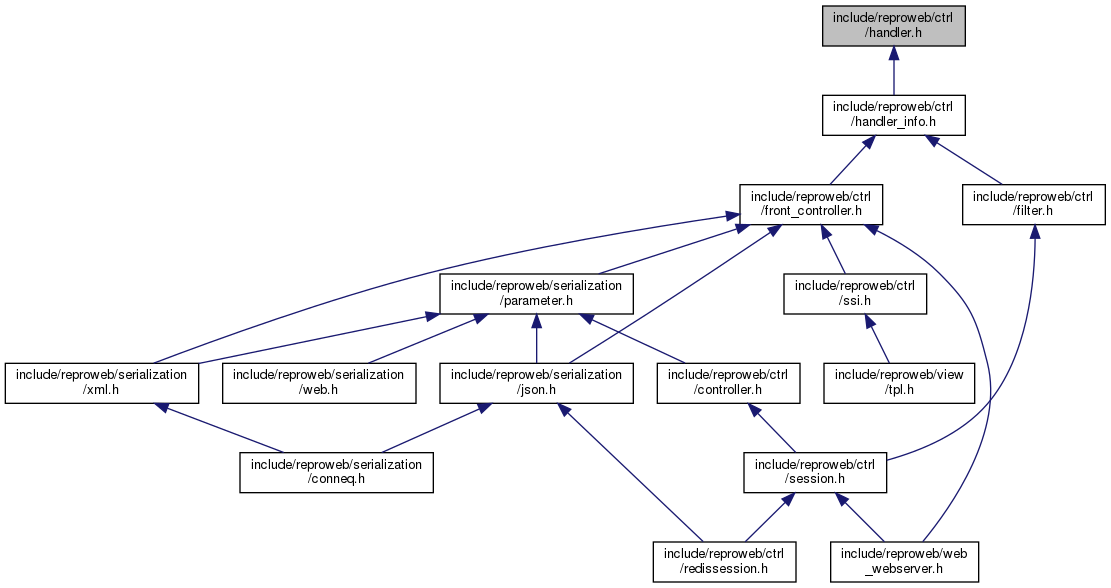 include/reproweb/ctrl
/handler.h
include/reproweb/ctrl
/handler_info.h
include/reproweb/ctrl
/front_controller.h
include/reproweb/ctrl
/filter.h
include/reproweb/serialization
/parameter.h
include/reproweb/ctrl
/ssi.h
include/reproweb/serialization
/xml.h
include/reproweb/serialization
/web.h
include/reproweb/serialization
/json.h
include/reproweb/ctrl
/controller.h
include/reproweb/view
/tpl.h
include/reproweb/serialization
/conneq.h
include/reproweb/ctrl
/session.h
include/reproweb/ctrl
/redissession.h
include/reproweb/web
_webserver.h